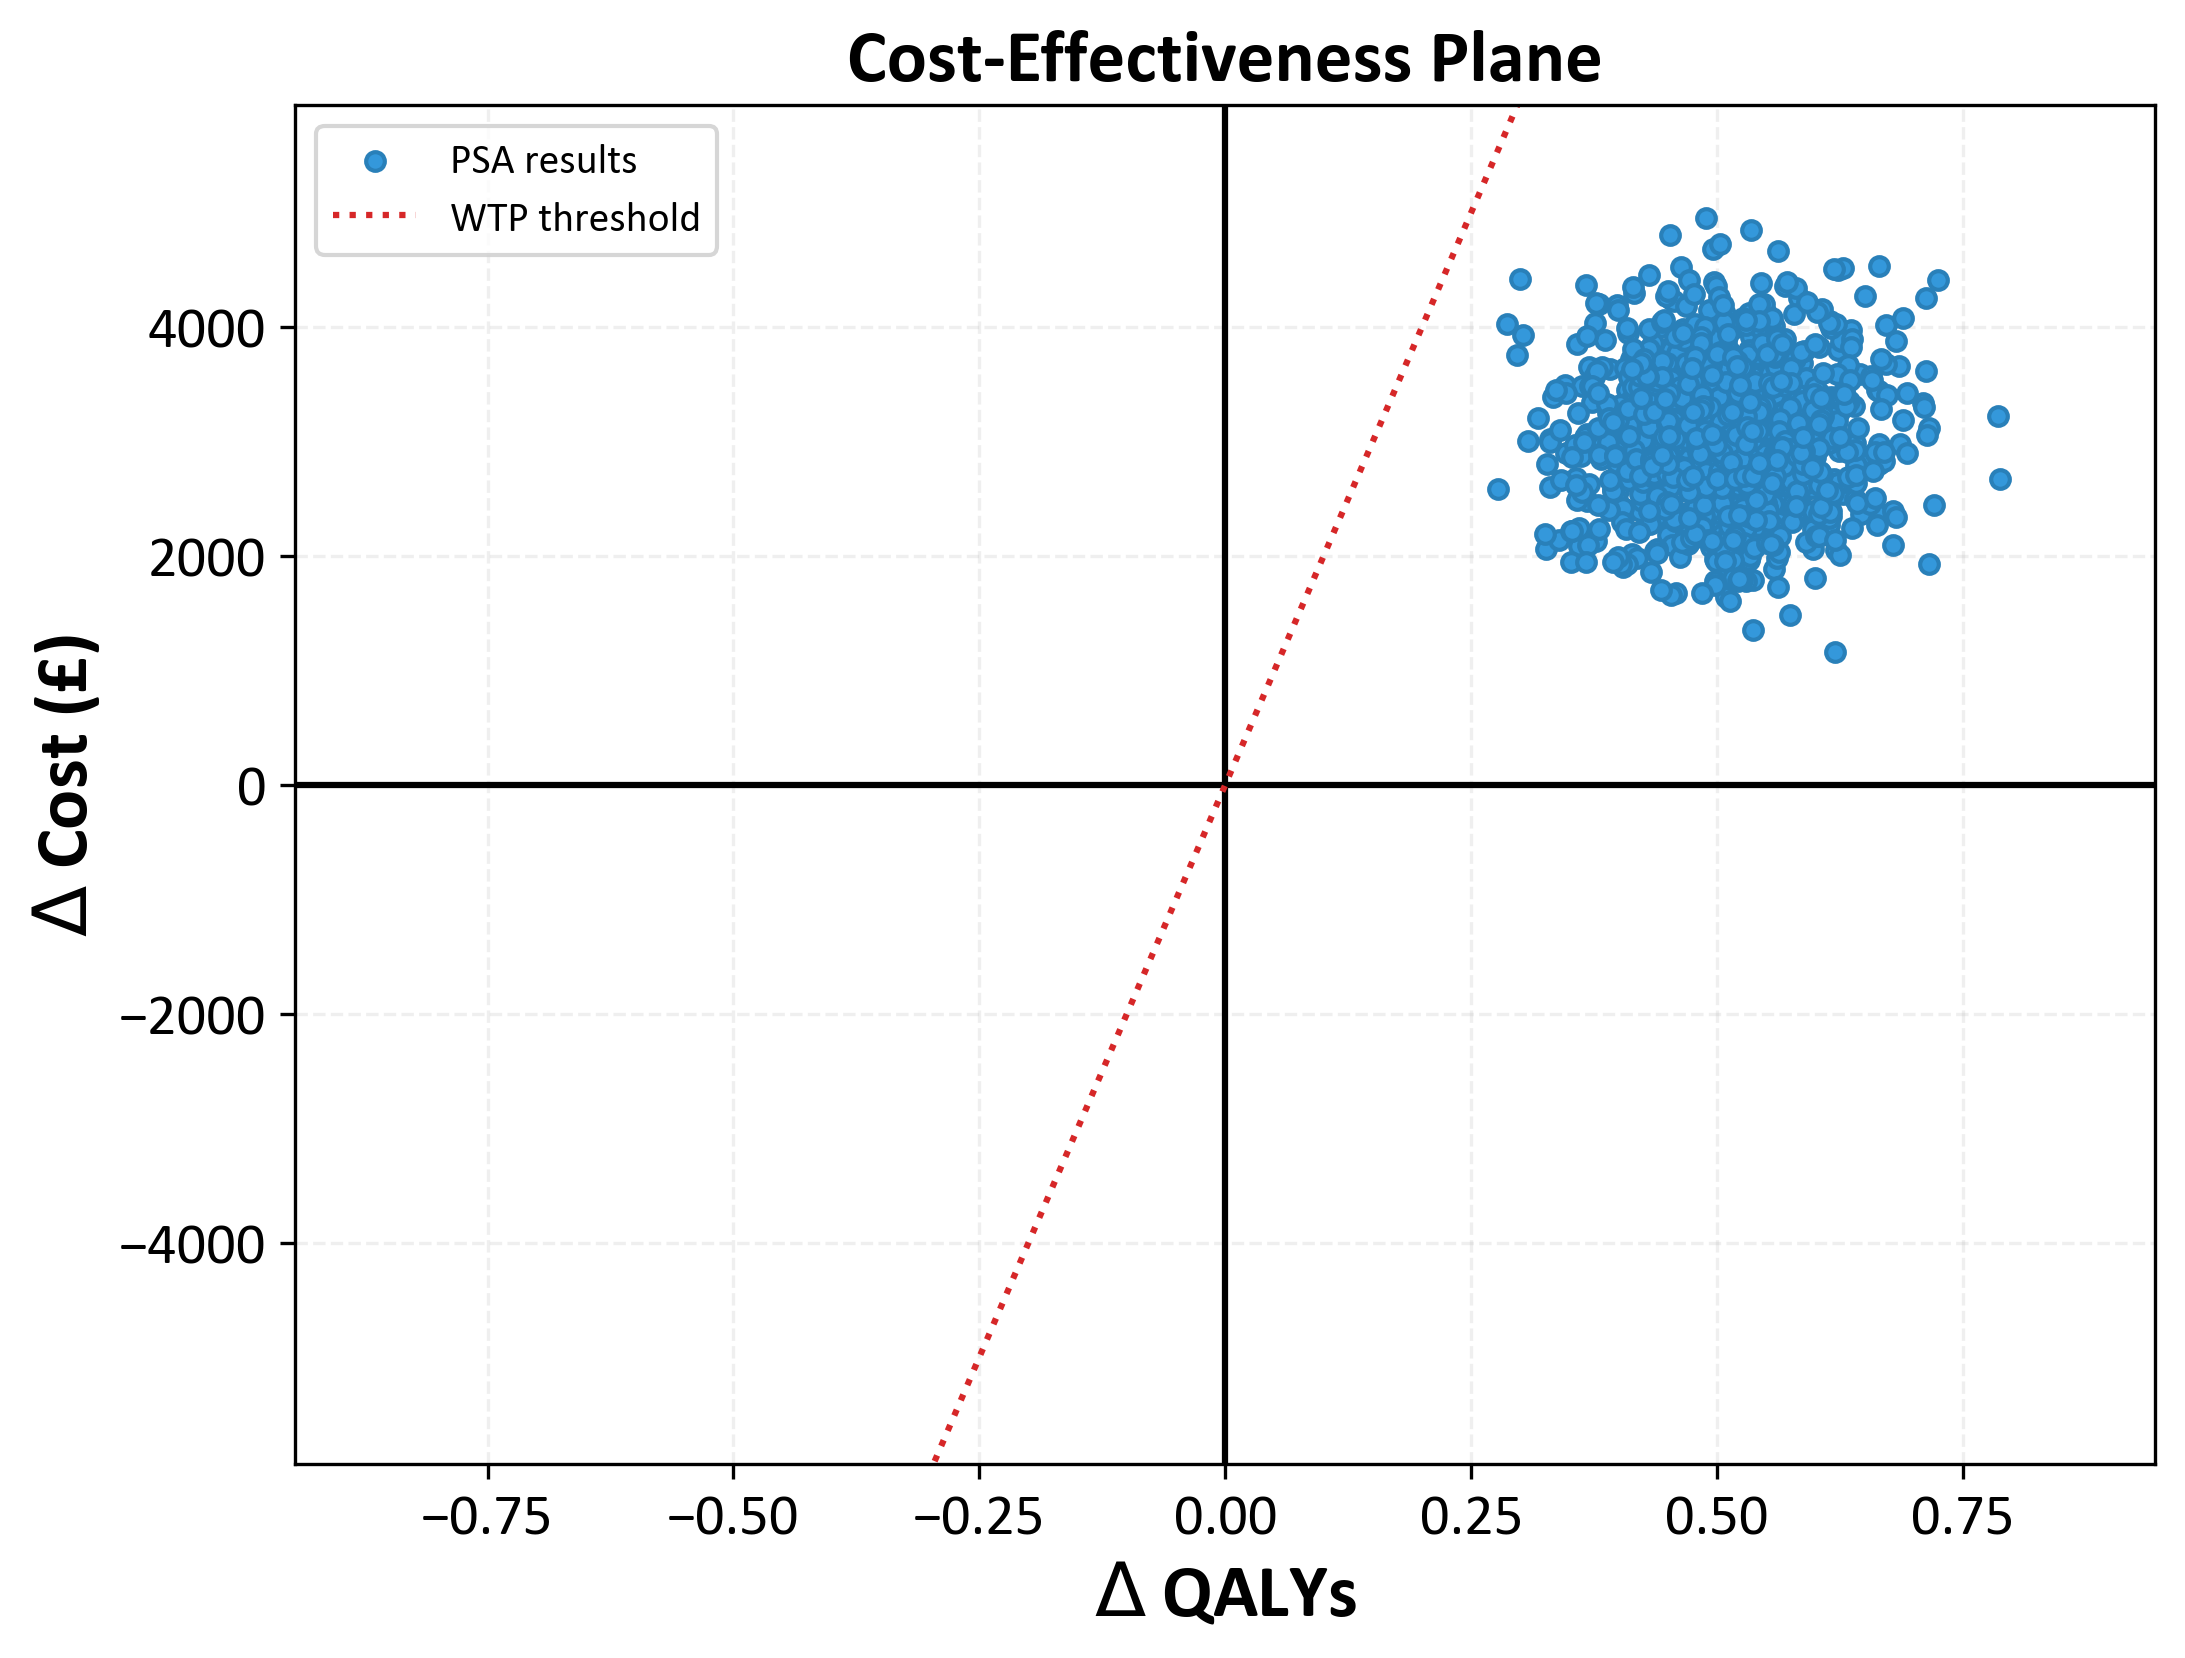 Cost-Effectiveness Plane
PSA results
WTP threshold
4000
2000
0
−2000
−4000
Δ Cost (£)
−0.75 −0.50 −0.25 0.00 0.25 0.50 0.75
Δ QALYs